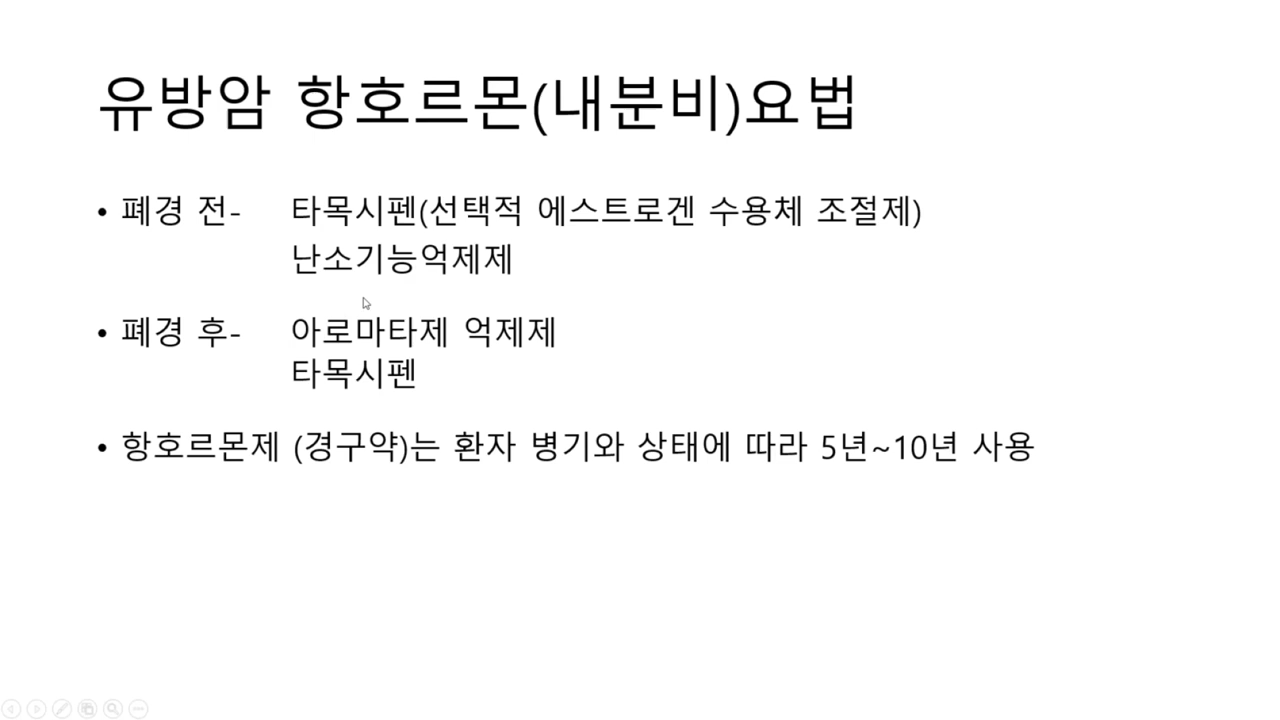 유방암 항호르몬(내분비)요법
• 폐경 전- 타목시펜(선택적 에스트로겐 수용체 조절제)
난소기능억제제
• 폐경 후- 아로마타제 억제제
타목시펜
• 항호르몬제 (경구약)는 환자 병기와 상태에 따라 5년~10년 사용